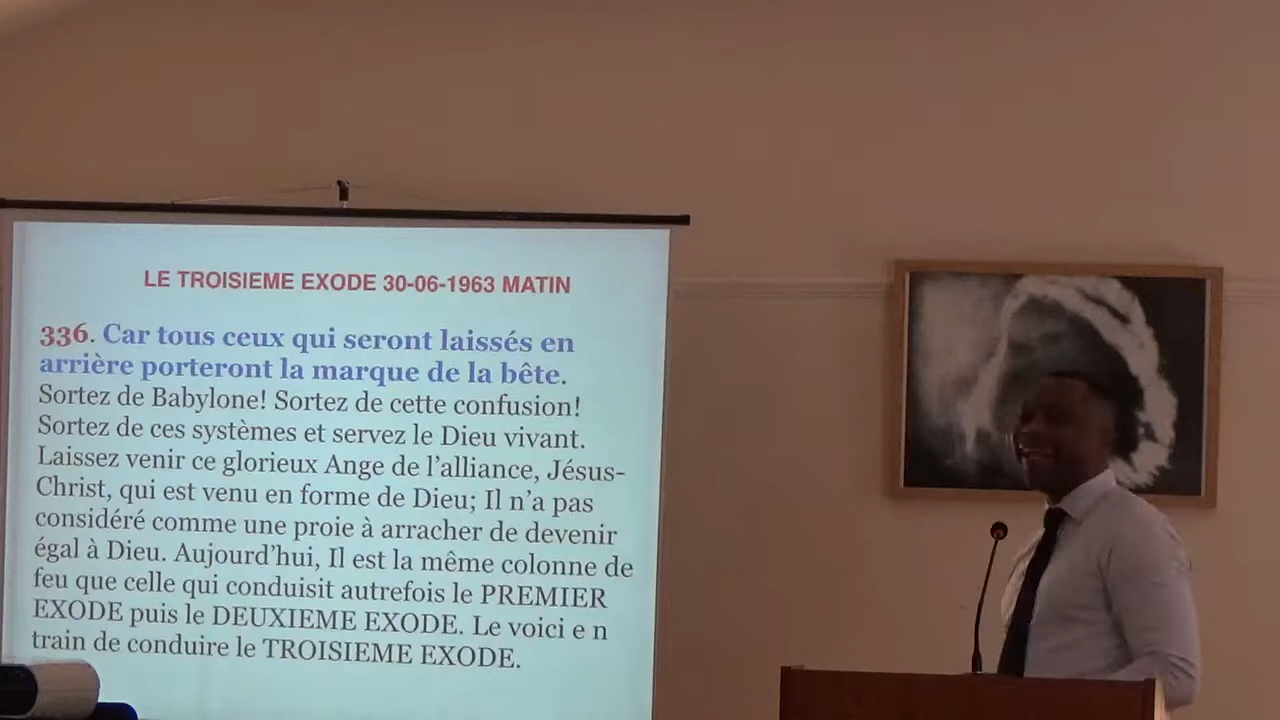 LE TROISIEME EXODE 30-06-1963 MATIN
336. Car tous ceux qui seront laissés en
arrière porteront la marque de la bête.
Sortez de Babylone! Sortez de cette confusion!
Sortez de ces systèmes et servez le Dieu vivant.
Laissez venir ce glorieux Ange de l’alliance, Jésus-
Christ, qui est venu en forme de Dieu; Il n’a pas
considéré comme une proie à arracher de devenir
égal à Dieu. Aujourd’hui, Il est la même colonne de
feu que celle qui conduisit autrefois le PREMIER
EXODE puis le DEUXIEME EXODE. Le voici e n
train de conduire le TROISIEME EXODE.